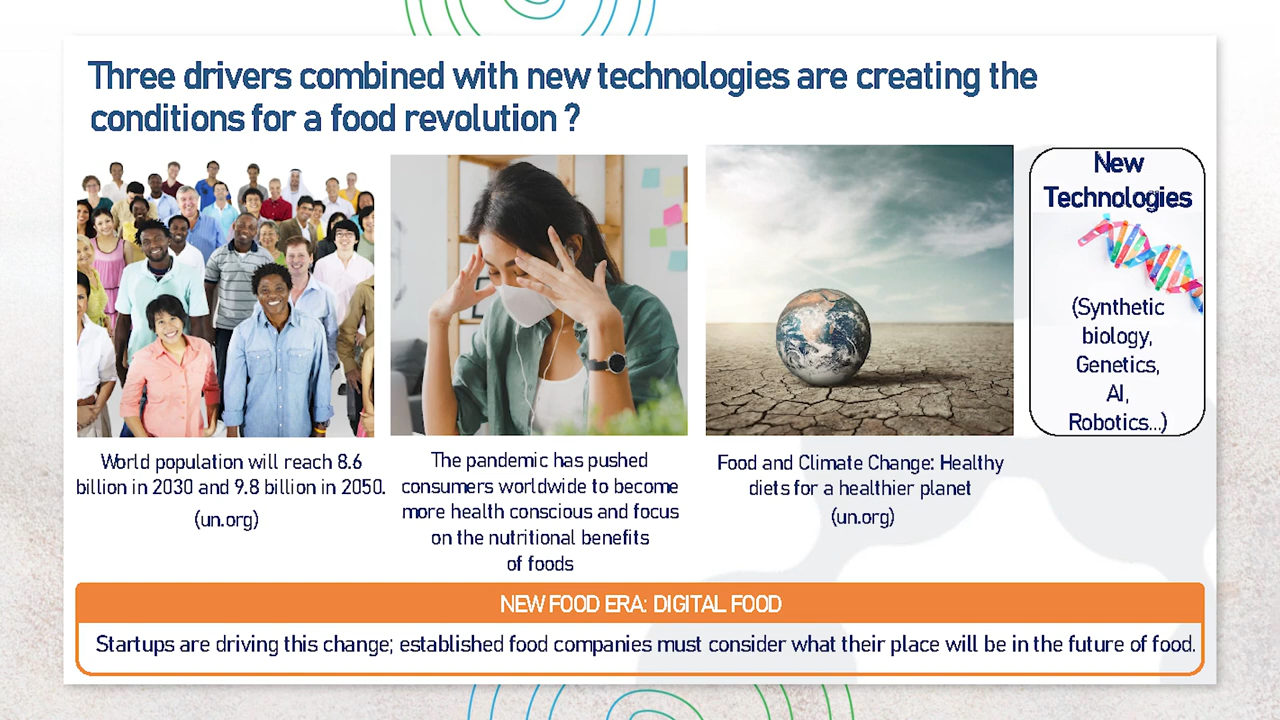 Three drivers combined with new technologies are creating the
conditions for a food revolution ?
New
Technologies
(Synthetic
biology,
Genetics,
AI,
Robotics...)
World population will reach 8.6
billion in 2030 and 9.8 billion in 2050.
(un.org)
The pandemic has pushed
consumers worldwide to become
more health conscious and focus
on the nutritional benefits
of foods
Food and Climate Change: Healthy
diets for a healthier planet
(un.org)
NEW FOOD ERA: DIGITAL FOOD
Startups are driving this change; established food companies must consider what their place will be in the future of food.